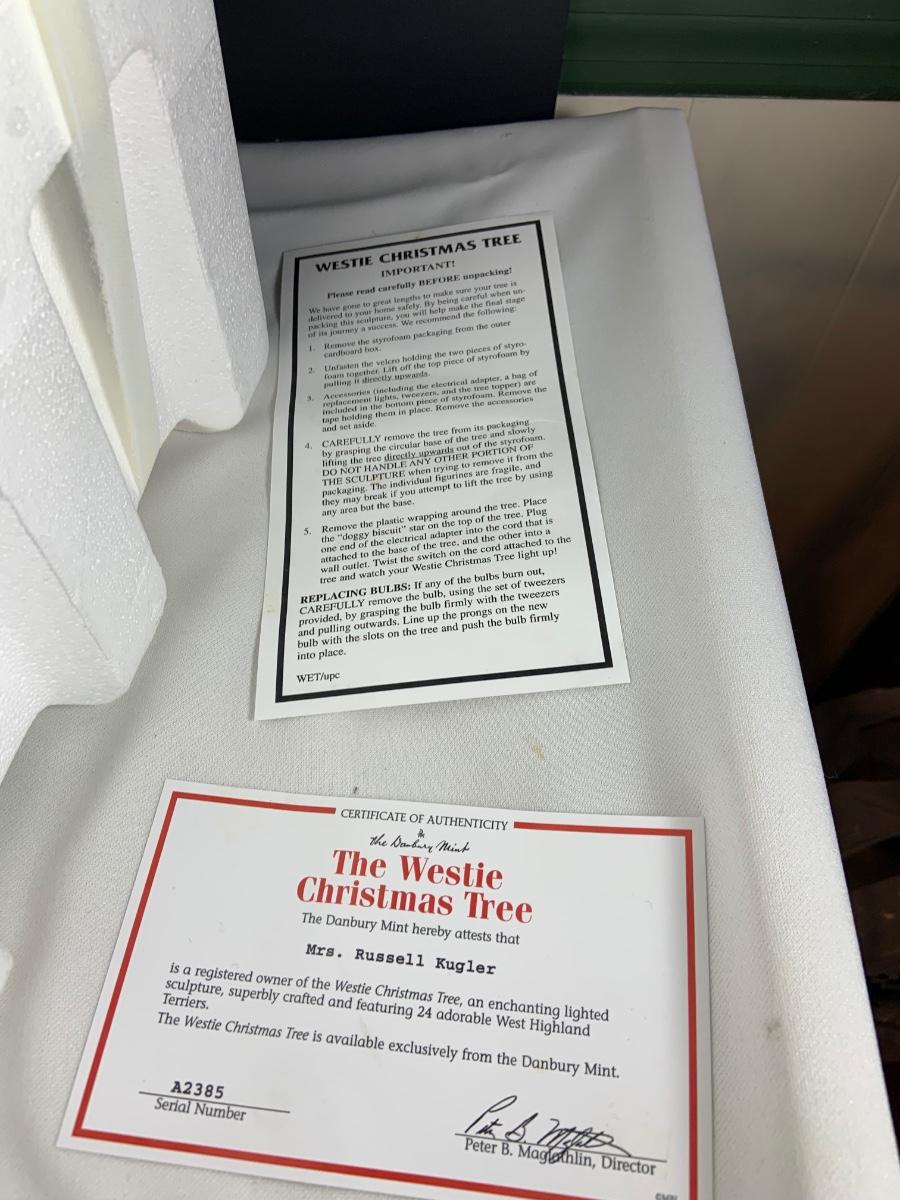 WESTIE CHRISTMAS TREE
IMPORTANT!
Please read carefully BEFORE unpacking!
We have gone to great lengths to make sure your tree is
delivered to your home safely. By being careful when un-
packing this sculpture, you will help make the final stage
of its journey a success. We recommend the following:
1. Remove the styrofoam packaging from the outer
cardboard box.
2. Unfasten the velcro holding the two pieces of styro-
foam together. Lift off the top piece of styrofoam by
pulling it directly upwards.
3. Accessories (including the electrical adapter, a bag of
replacement lights, tweezers, and the tree topper) are
included in the bottom piece of styrofoam. Remove the
tape holding them in place. Remove the accessories
and set aside.
4. CAREFULLY remove the tree from its packaging
by grasping the circular base of the tree and slowly
lifting the tree directly upwards out of the styrofoam.
DO NOT HANDLE ANY OTHER PORTION OF
THE SCULPTURE when trying to remove it from the
packaging. The individual figurines are fragile, and
they may break if you attempt to lift the tree by using
any area but the base.
5. Remove the plastic wrapping around the tree. Place
the "doggy biscuit" star on the top of the tree. Plug
one end of the electrical adapter into the cord that is
attached to the base of the tree, and the other into a
wall outlet. Twist the switch on the cord attached to the
tree and watch your Westie Christmas Tree light up!
REPLACING BULBS: If any of the bulbs burn out,
CAREFULLY remove the bulb, using the set of tweezers
provided, by grasping the bulb firmly with the tweezers
and pulling outwards. Line up the prongs on the new
bulb with the slots on the tree and push the bulb firmly
into place.
WET/upc
CERTIFICATE OF AUTHENTICITY
the Danbury Mint
The Westie
Christmas Tree
The Danbury Mint hereby attests that
Mrs. Russell Kugler
is a registered owner of the Westie Christmas Tree, an enchanting lighted
sculpture, superbly crafted and featuring 24 adorable West Highland
Terriers.
The Westie Christmas Tree is available exclusively from the Danbury Mint.
A2385
Serial Number
Peter B. Maglathlin, Director